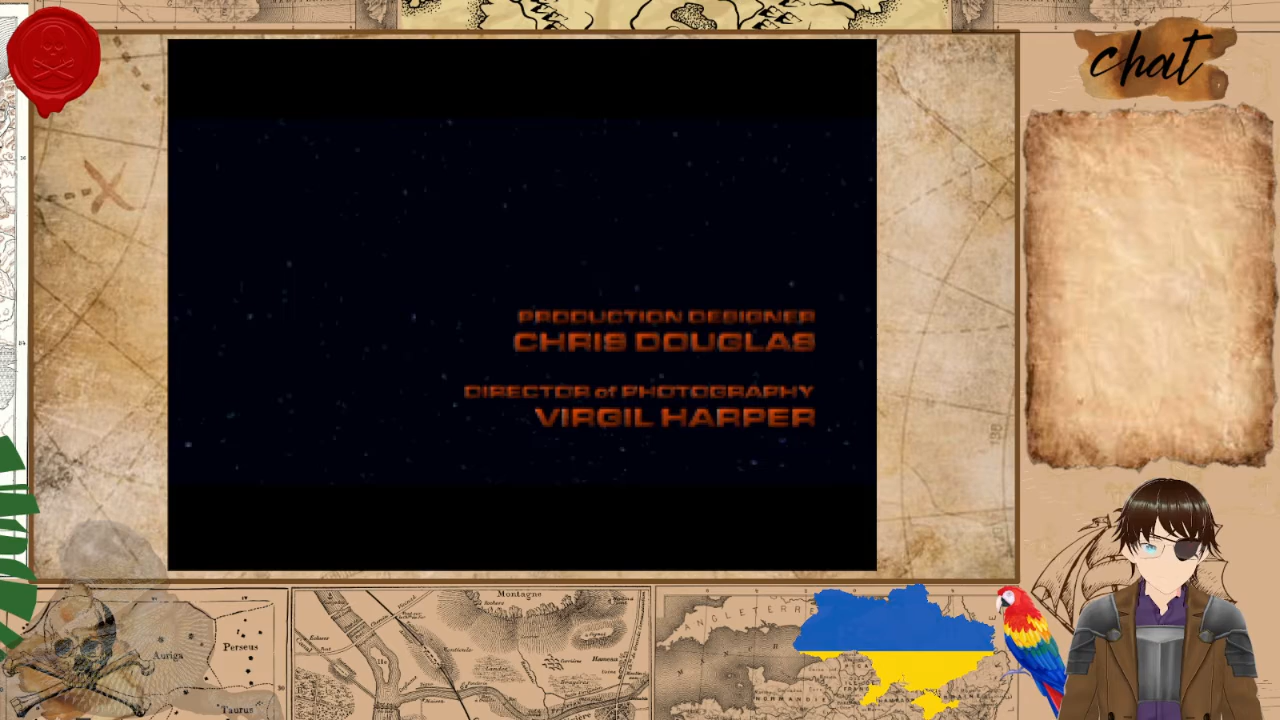 chat
PRODUCTION DESIGNER
CHRIS DOUGLAS
DIRECTOR of PHOTOGRAPHY
VIRGIL HARPER
Montagne
Auriga
Perseus
Taurus